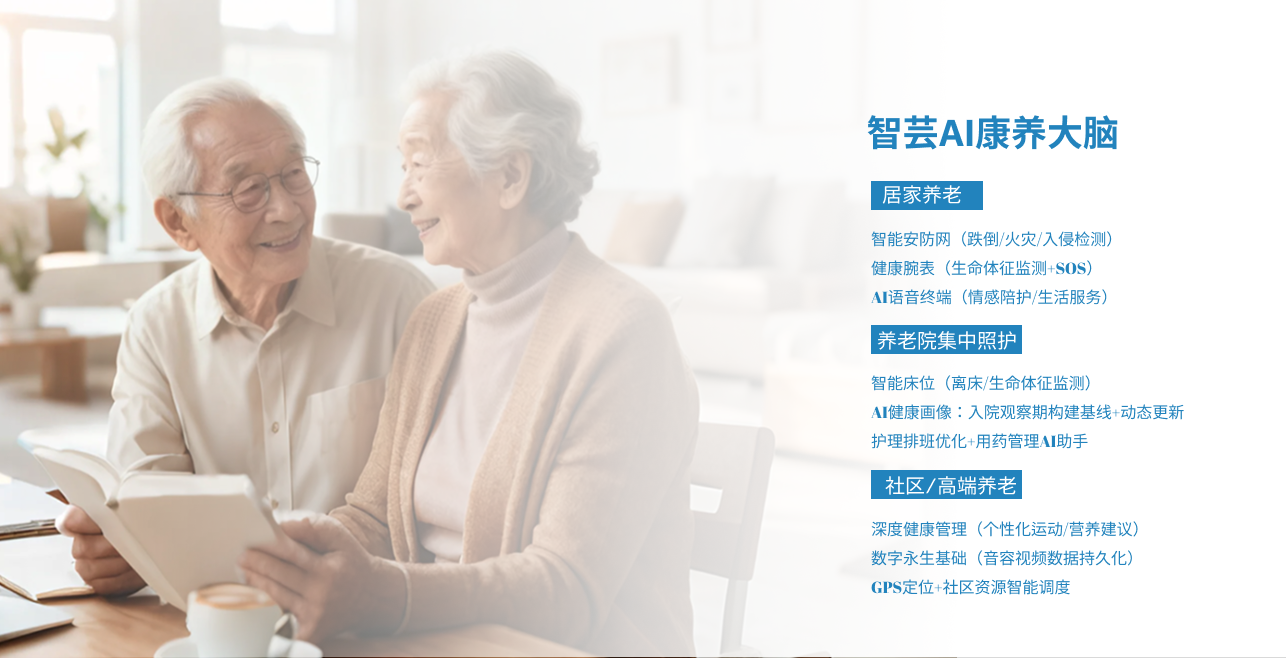 智芸AI康养大脑
居家养老
智能安防网（跌倒/火灾/入侵检测）
健康腕表（生命体征监测+SOS）
AI语音终端（情感陪护/生活服务）
养老院集中照护
智能床位（离床/生命体征监测）
AI健康画像：入院观察期构建基线+动态更新
护理排班优化+用药管理AI助手
社区/高端养老
深度健康管理（个性化运动/营养建议）
数字永生基础（音容视频数据持久化）
GPS定位+社区资源智能调度